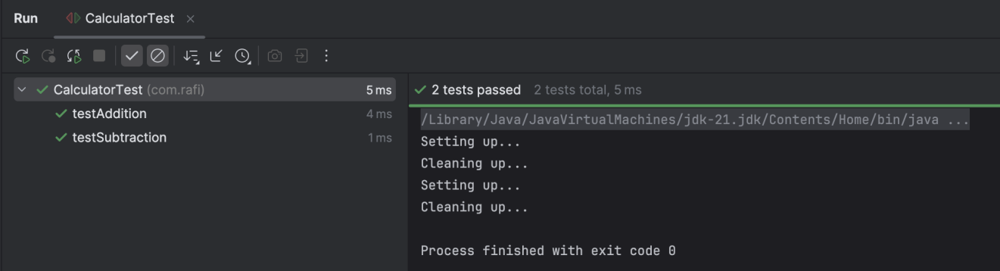 Run CalculatorTest
CalculatorTest (com.rafi) 5 ms
testAddition 4 ms
testSubtraction 1 ms
2 tests passed 2 tests total, 5 ms
/Library/Java/JavaVirtualMachines/jdk-21.jdk/Contents/Home/bin/java ...
Setting up...
Cleaning up...
Setting up...
Cleaning up...
Process finished with exit code 0